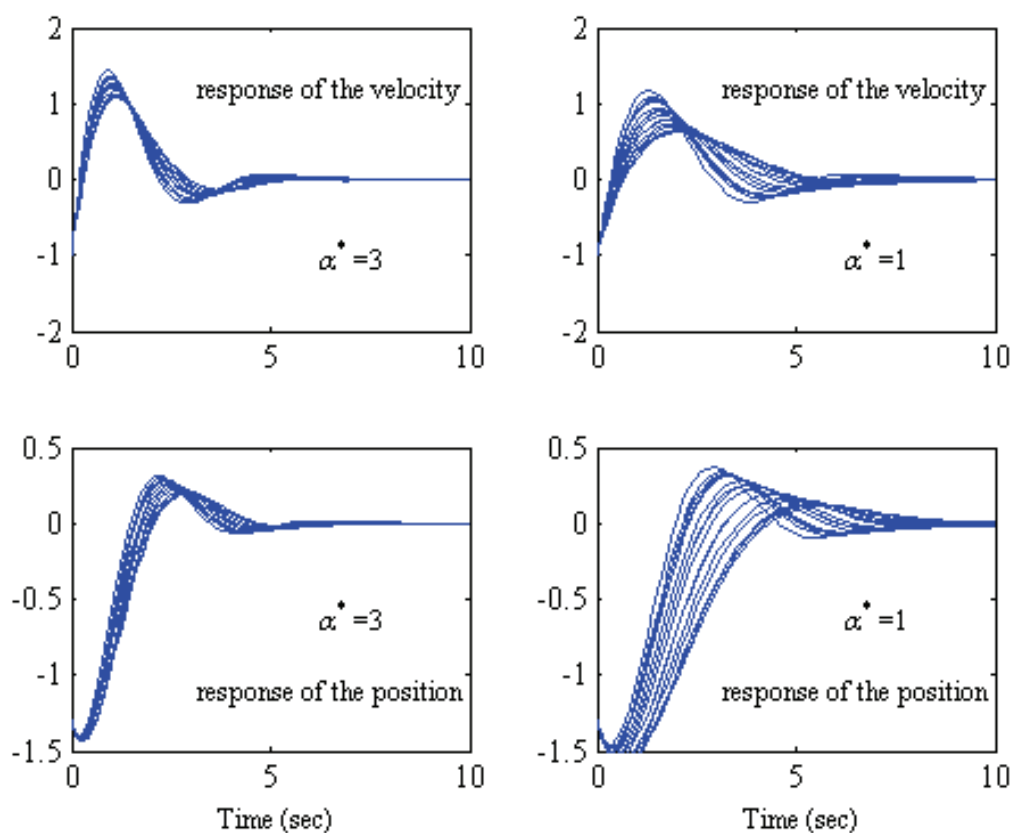 2
1
0
-1
-2
response of the velocity
α* =3
0 5 10
2
1
0
-1
-2
response of the velocity
α* =1
0 5 10
0.5
0
-0.5
-1
-1.5
α* =3
response of the position
0 5 10
Time (sec)
0.5
0
-0.5
-1
-1.5
α* =1
response of the position
0 5 10
Time (sec)